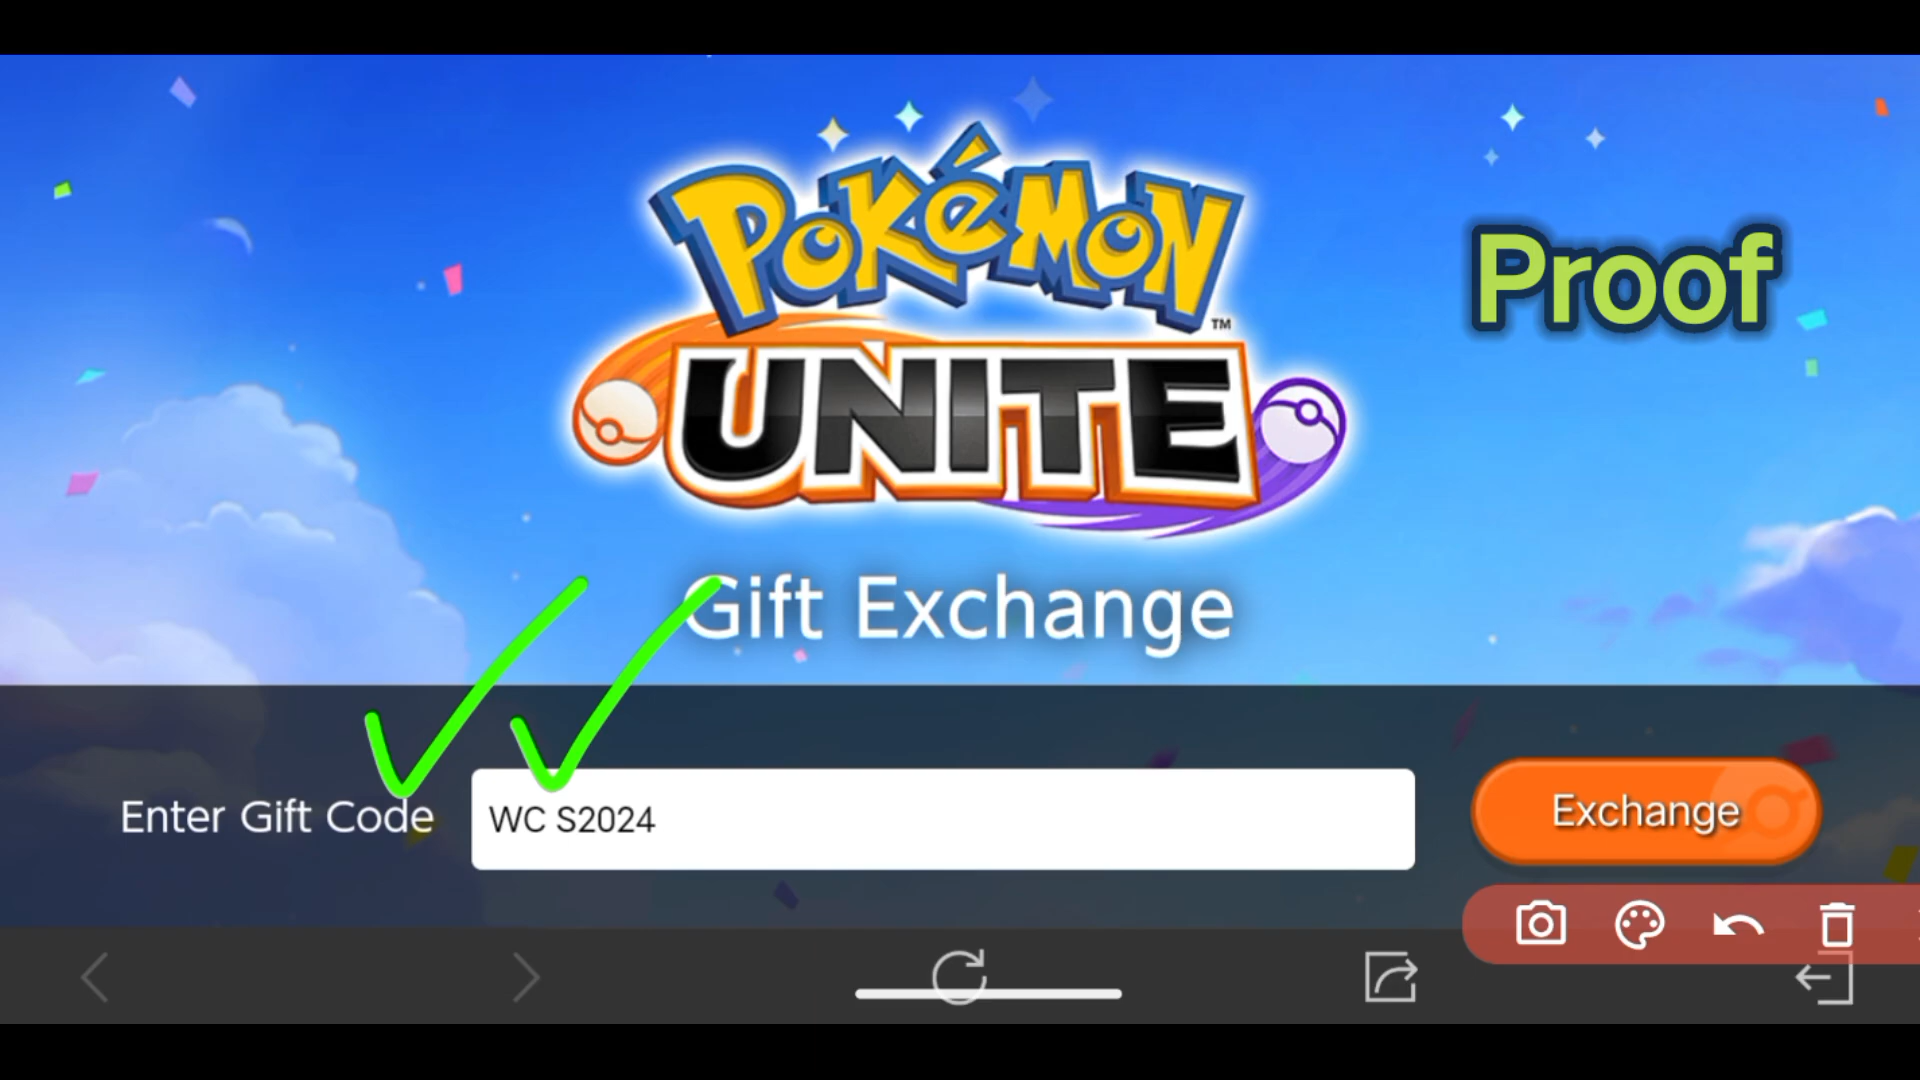 POKéMON
TM
UNITE
Proof
Gift Exchange
Enter Gift Code
WC S2024
Exchange